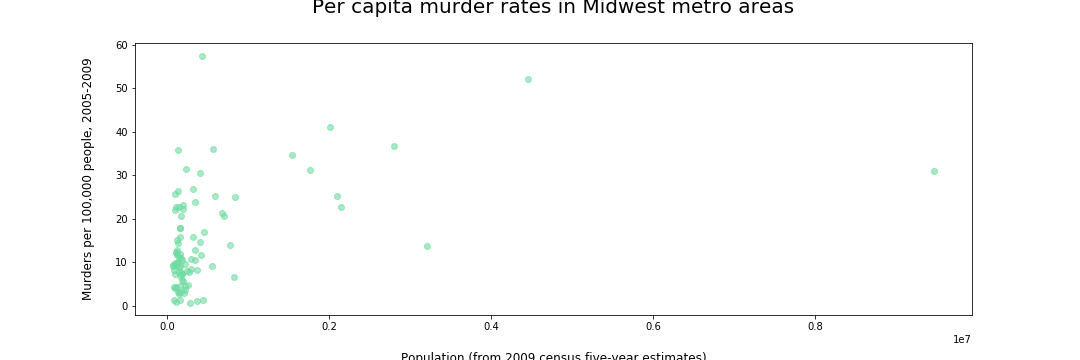 Per capita murder rates in Midwest metro areas
Murders per 100,000 people, 2005-2009
60
50
40
30
20
10
0
0.0 0.2 0.4 0.6 0.8
1e7
Population (from 2009 census five-year estimates)